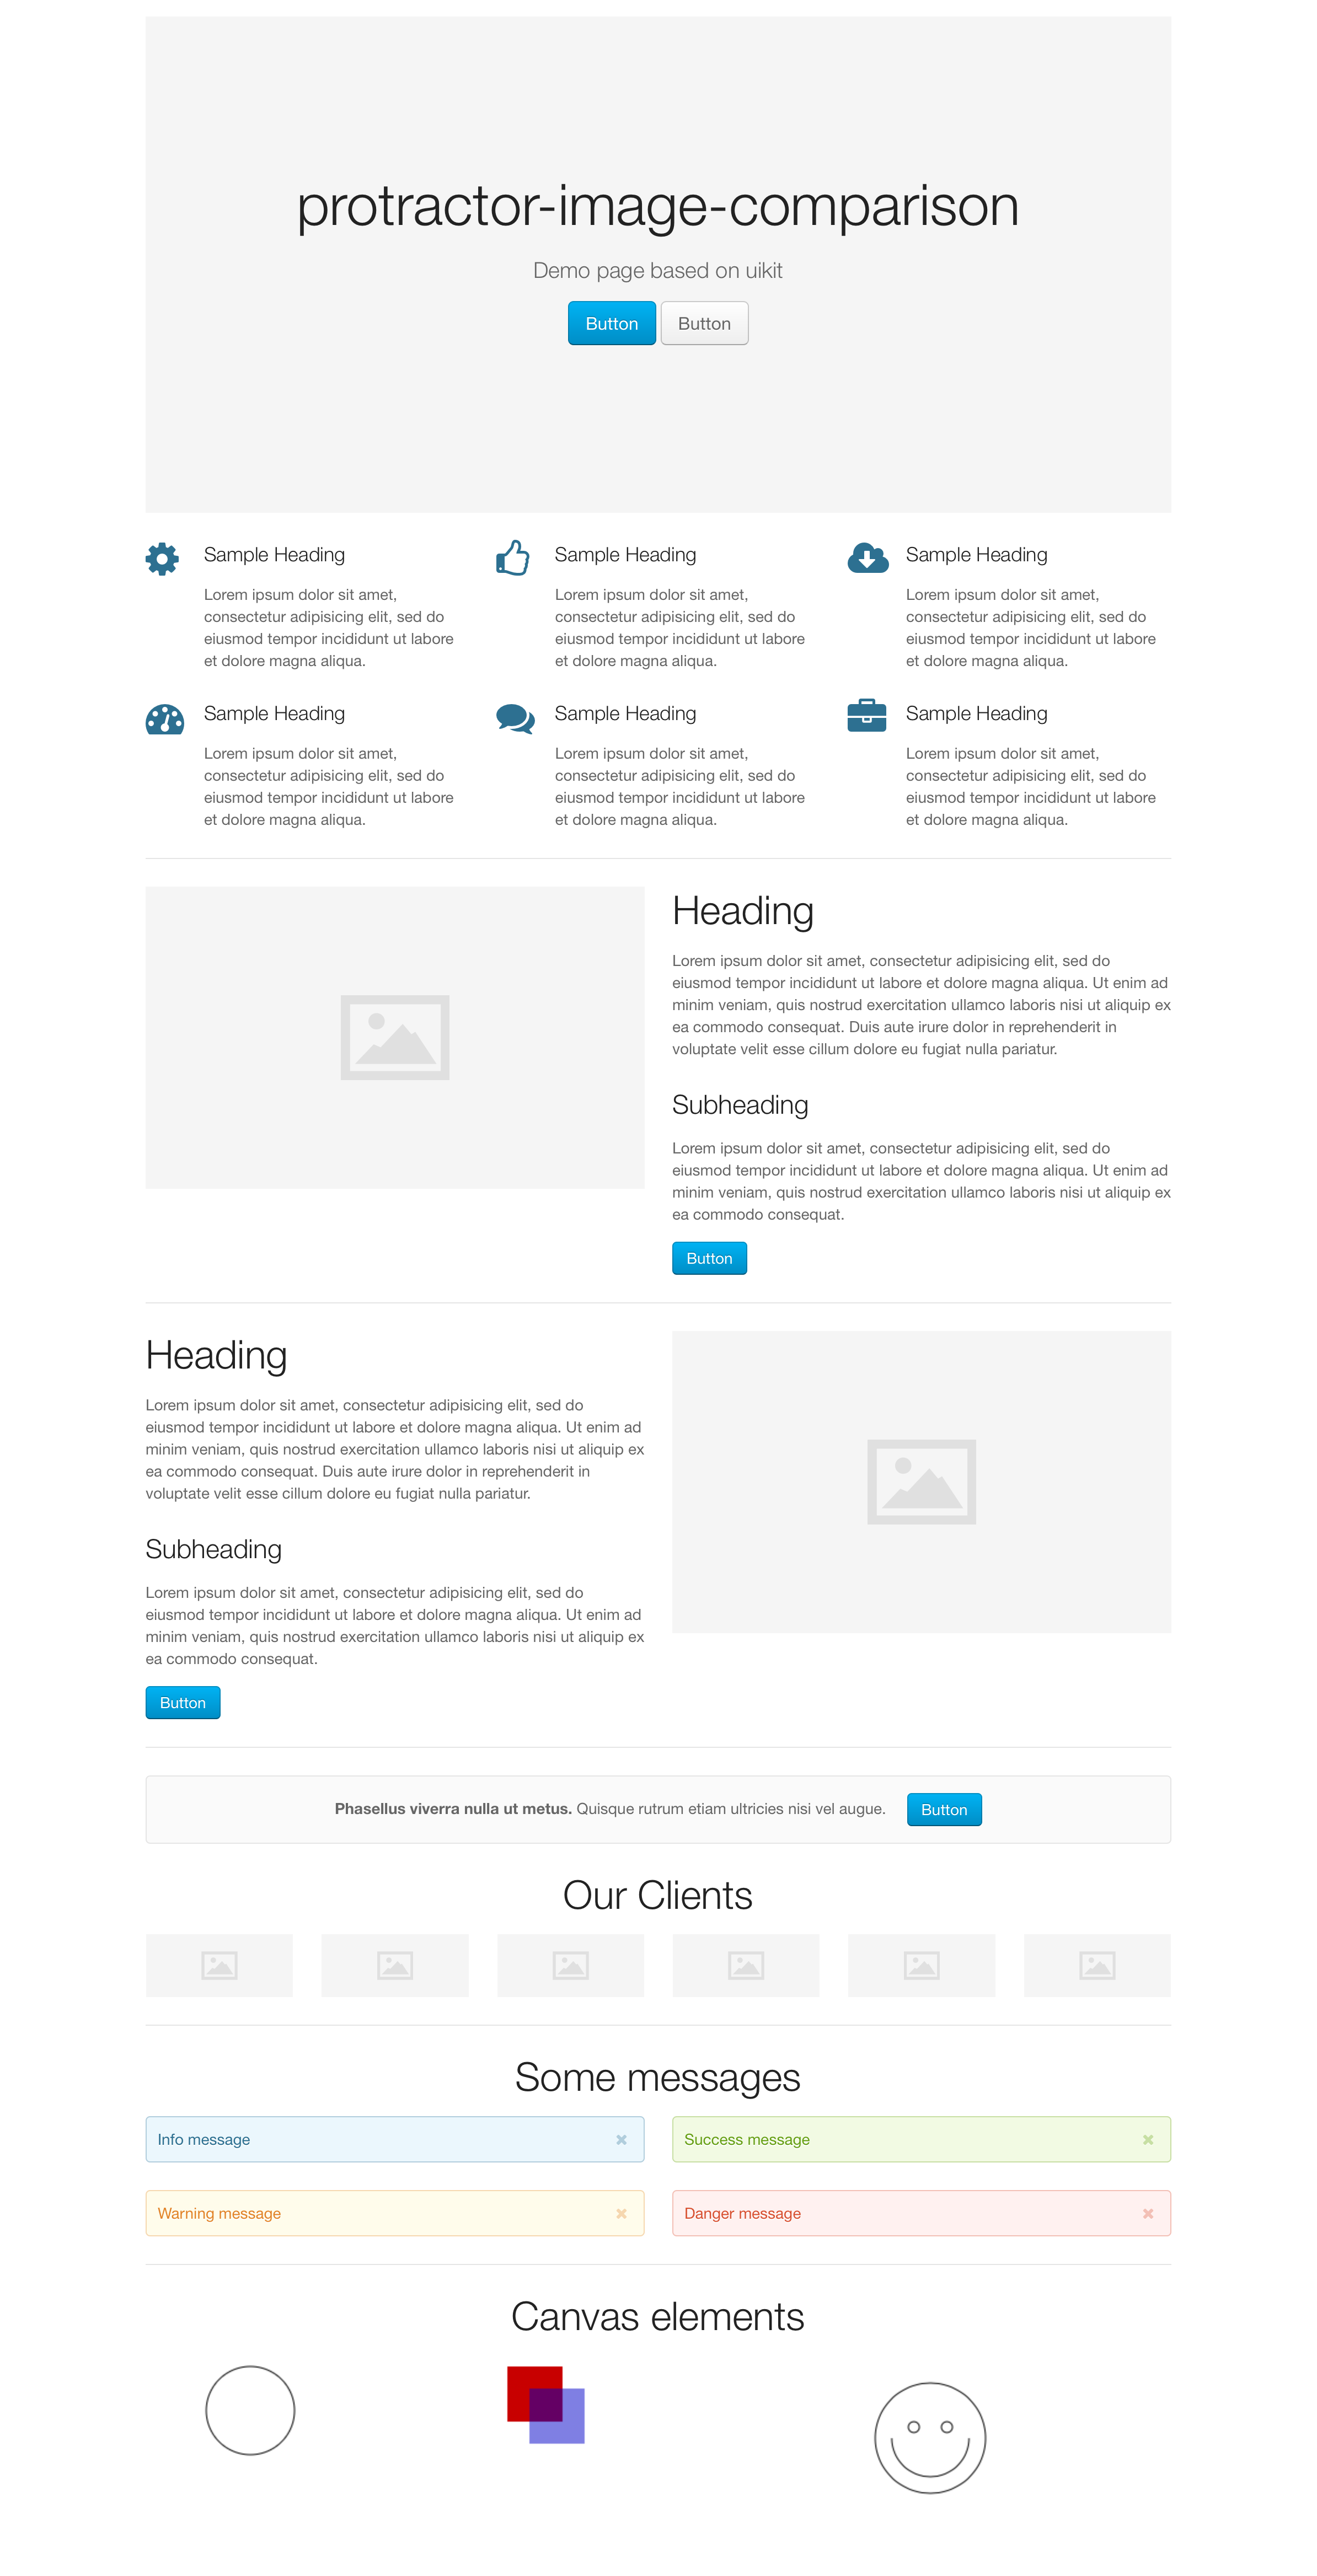 protractor-image-comparison
Demo page based on uikit
Button
Button
Sample Heading
Lorem ipsum dolor sit amet,
consectetur adipisicing elit, sed do
eiusmod tempor incididunt ut labore
et dolore magna aliqua.
Sample Heading
Lorem ipsum dolor sit amet,
consectetur adipisicing elit, sed do
eiusmod tempor incididunt ut labore
et dolore magna aliqua.
Sample Heading
Lorem ipsum dolor sit amet,
consectetur adipisicing elit, sed do
eiusmod tempor incididunt ut labore
et dolore magna aliqua.
Sample Heading
Lorem ipsum dolor sit amet,
consectetur adipisicing elit, sed do
eiusmod tempor incididunt ut labore
et dolore magna aliqua.
Sample Heading
Lorem ipsum dolor sit amet,
consectetur adipisicing elit, sed do
eiusmod tempor incididunt ut labore
et dolore magna aliqua.
Sample Heading
Lorem ipsum dolor sit amet,
consectetur adipisicing elit, sed do
eiusmod tempor incididunt ut labore
et dolore magna aliqua.
Heading
Lorem ipsum dolor sit amet, consectetur adipisicing elit, sed do
eiusmod tempor incididunt ut labore et dolore magna aliqua. Ut enim ad
minim veniam, quis nostrud exercitation ullamco laboris nisi ut aliquip ex
ea commodo consequat. Duis aute irure dolor in reprehenderit in
voluptate velit esse cillum dolore eu fugiat nulla pariatur.
Subheading
Lorem ipsum dolor sit amet, consectetur adipisicing elit, sed do
eiusmod tempor incididunt ut labore et dolore magna aliqua. Ut enim ad
minim veniam, quis nostrud exercitation ullamco laboris nisi ut aliquip ex
ea commodo consequat.
Button
Heading
Lorem ipsum dolor sit amet, consectetur adipisicing elit, sed do
eiusmod tempor incididunt ut labore et dolore magna aliqua. Ut enim ad
minim veniam, quis nostrud exercitation ullamco laboris nisi ut aliquip ex
ea commodo consequat. Duis aute irure dolor in reprehenderit in
voluptate velit esse cillum dolore eu fugiat nulla pariatur.
Subheading
Lorem ipsum dolor sit amet, consectetur adipisicing elit, sed do
eiusmod tempor incididunt ut labore et dolore magna aliqua. Ut enim ad
minim veniam, quis nostrud exercitation ullamco laboris nisi ut aliquip ex
ea commodo consequat.
Button
Phasellus viverra nulla ut metus. Quisque rutrum etiam ultricies nisi vel augue.
Button
Our Clients
Some messages
Info message
Success message
Warning message
Danger message
Canvas elements